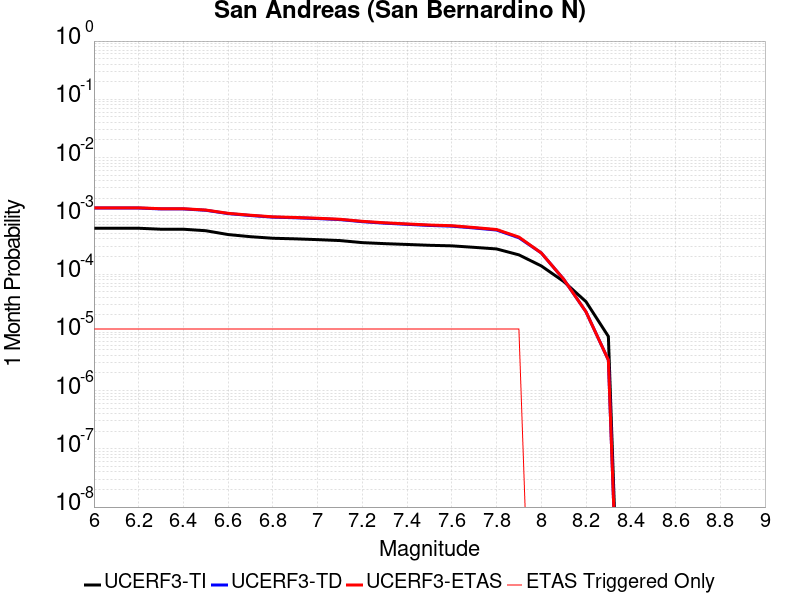 San Andreas (San Bernardino N)
10^0
10^-1
10^-2
10^-3
10^-4
10^-5
10^-6
10^-7
10^-8
1 Month Probability
6 6.2 6.4 6.6 6.8 7 7.2 7.4 7.6 7.8 8 8.2 8.4 8.6 8.8 9
Magnitude
UCERF3-TI UCERF3-TD UCERF3-ETAS ETAS Triggered Only